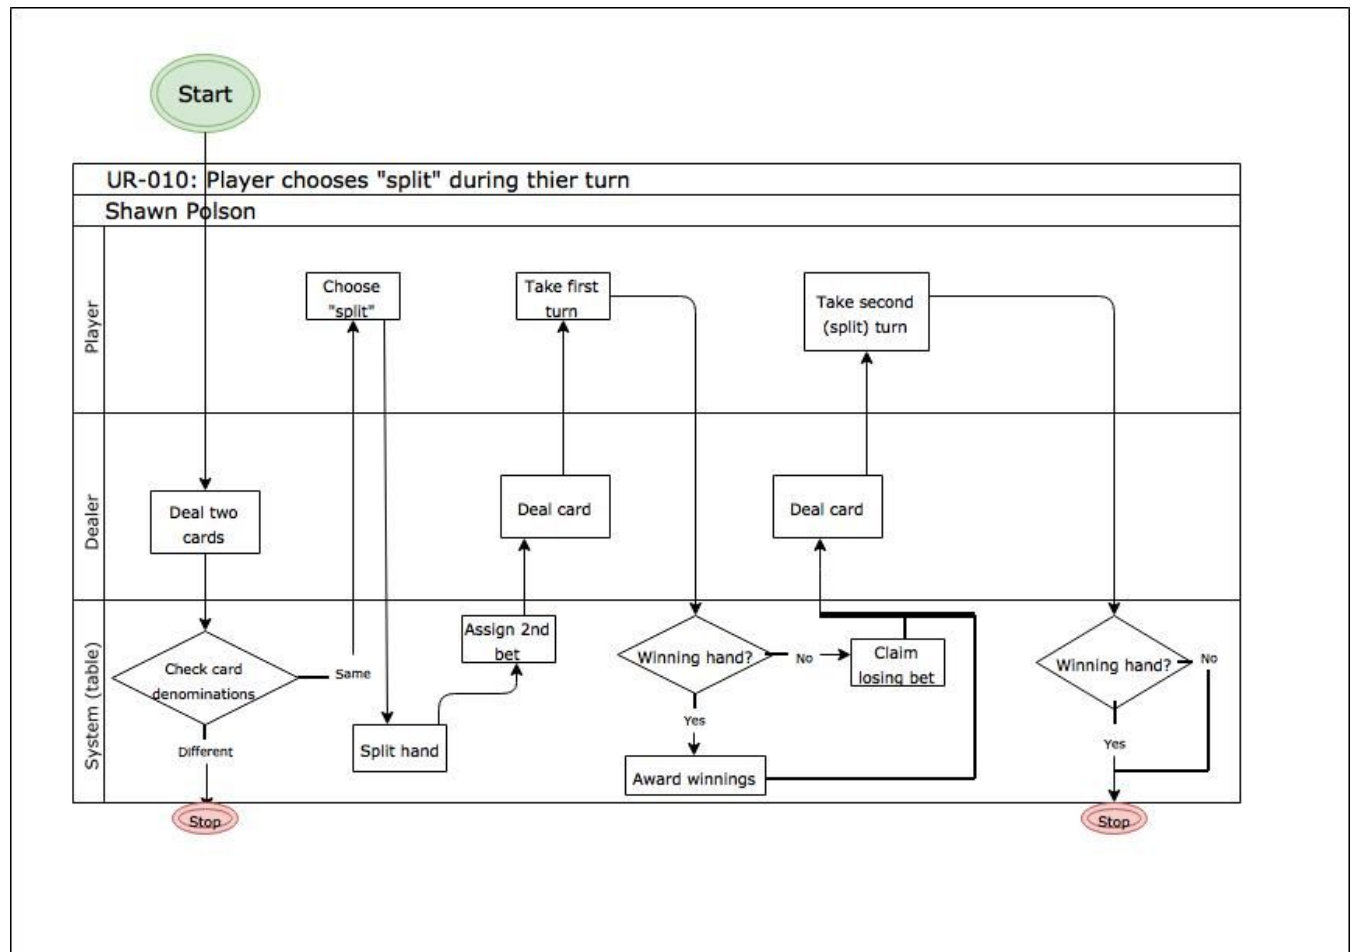 Start
UR-010: Player chooses "split" during thier turn
Shawn Polson
Player
Choose
"split"
Take first
turn
Take second
(split) turn
Dealer
Deal two
cards
Deal card
Deal card
System (table)
Check card
denominations
Same
Different
Split hand
Assign 2nd
bet
Winning hand?
No
Claim
losing bet
Yes
Award winnings
Winning hand?
No
Yes
Stop
Stop